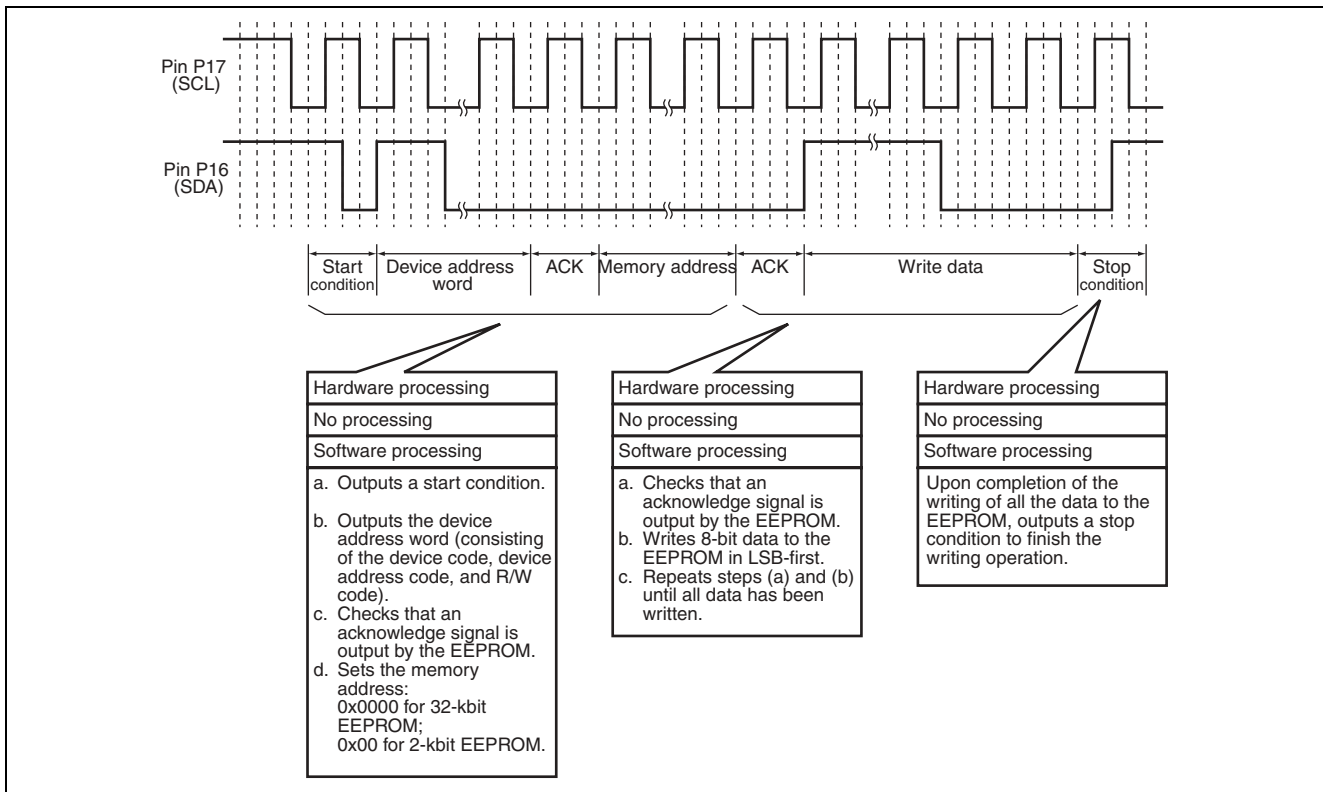 Pin P17
(SCL)
Pin P16
(SDA)
Start
condition
Device address
word
ACK
Memory address
ACK
Write data
Stop
condition
Hardware processing
No processing
Software processing
a. Outputs a start condition.
b. Outputs the device
address word (consisting
of the device code, device
address code, and R/W
code).
c. Checks that an
acknowledge signal is
output by the EEPROM.
d. Sets the memory
address:
0x0000 for 32-kbit
EEPROM;
0x00 for 2-kbit EEPROM.
Hardware processing
No processing
Software processing
a. Checks that an
acknowledge signal is
output by the EEPROM.
b. Writes 8-bit data to the
EEPROM in LSB-first.
c. Repeats steps (a) and (b)
until all data has been
written.
Hardware processing
No processing
Software processing
Upon completion of the
writing of all the data to the
EEPROM, outputs a stop
condition to finish the
writing operation.